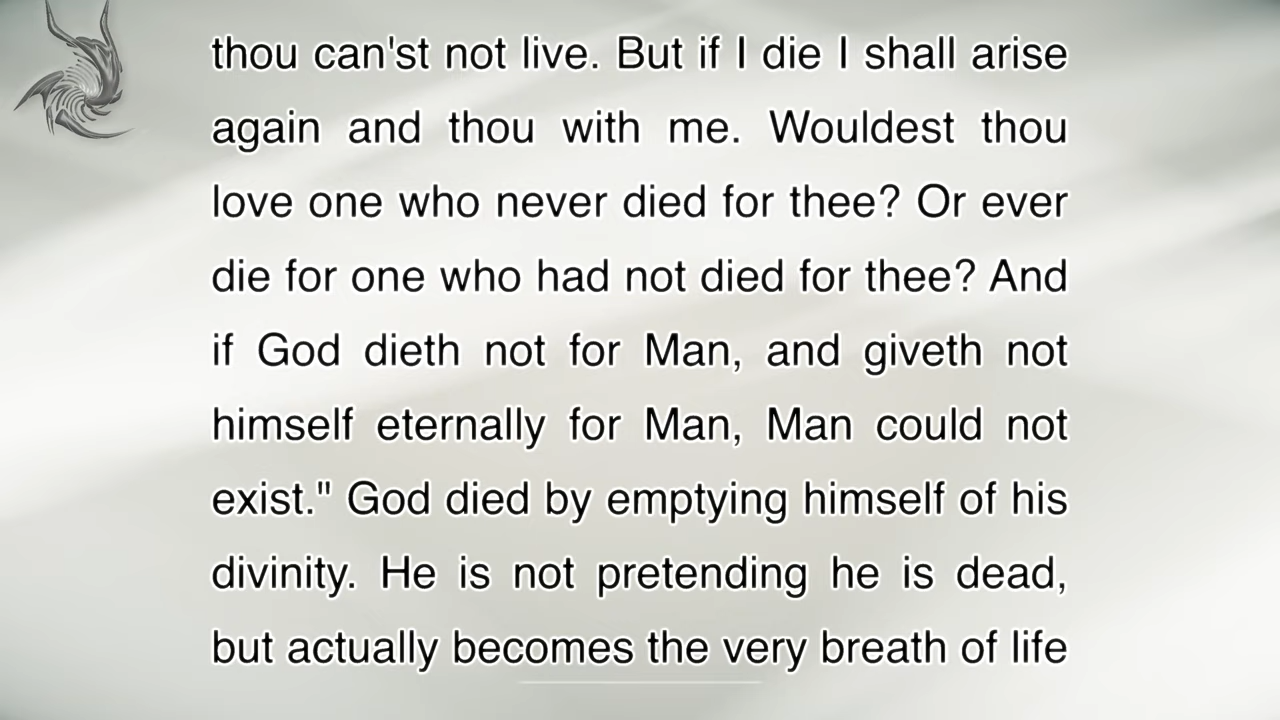 thou can'st not live. But if I die I shall arise
again and thou with me. Wouldest thou
love one who never died for thee? Or ever
die for one who had not died for thee? And
if God dieth not for Man, and giveth not
himself eternally for Man, Man could not
exist." God died by emptying himself of his
divinity. He is not pretending he is dead,
but actually becomes the very breath of life